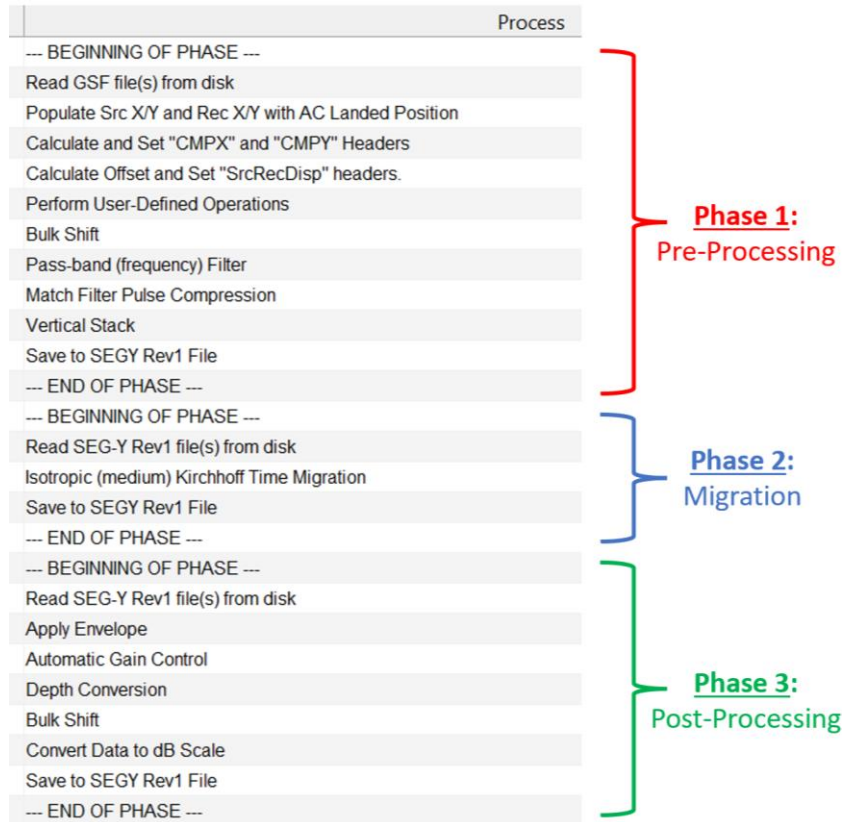 Process
--- BEGINNING OF PHASE ---
Read GSF file(s) from disk
Populate Src X/Y and Rec X/Y with AC Landed Position
Calculate and Set "CMPX" and "CMPY" Headers
Calculate Offset and Set "SrcRecDisp" headers.
Perform User-Defined Operations
Bulk Shift
Pass-band (frequency) Filter
Match Filter Pulse Compression
Vertical Stack
Save to SEGY Rev1 File
--- END OF PHASE ---
Phase 1:
Pre-Processing
--- BEGINNING OF PHASE ---
Read SEG-Y Rev1 file(s) from disk
Isotropic (medium) Kirchhoff Time Migration
Save to SEGY Rev1 File
--- END OF PHASE ---
Phase 2:
Migration
--- BEGINNING OF PHASE ---
Read SEG-Y Rev1 file(s) from disk
Apply Envelope
Automatic Gain Control
Depth Conversion
Bulk Shift
Convert Data to dB Scale
Save to SEGY Rev1 File
--- END OF PHASE ---
Phase 3:
Post-Processing